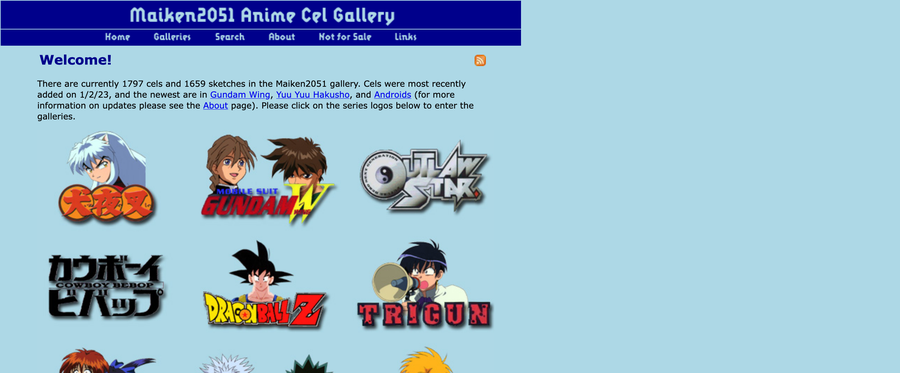 Maiken2051 Anime Cel Gallery
Home Galleries Search About Not for Sale Links
Welcome!
There are currently 1797 cels and 1659 sketches in the Maiken2051 gallery. Cels were most recently
added on 1/2/23, and the newest are in Gundam Wing, Yuu Yuu Hakusho, and Androids (for more
information on updates please see the About page). Please click on the series logos below to enter the
galleries.
犬夜叉
MOBILE SUIT
GUNDAM W
OUTLAW
STAR
カウボーイ
COWBOY BEBOP
ビバップ
DRAGON BALL Z
TRIGUN